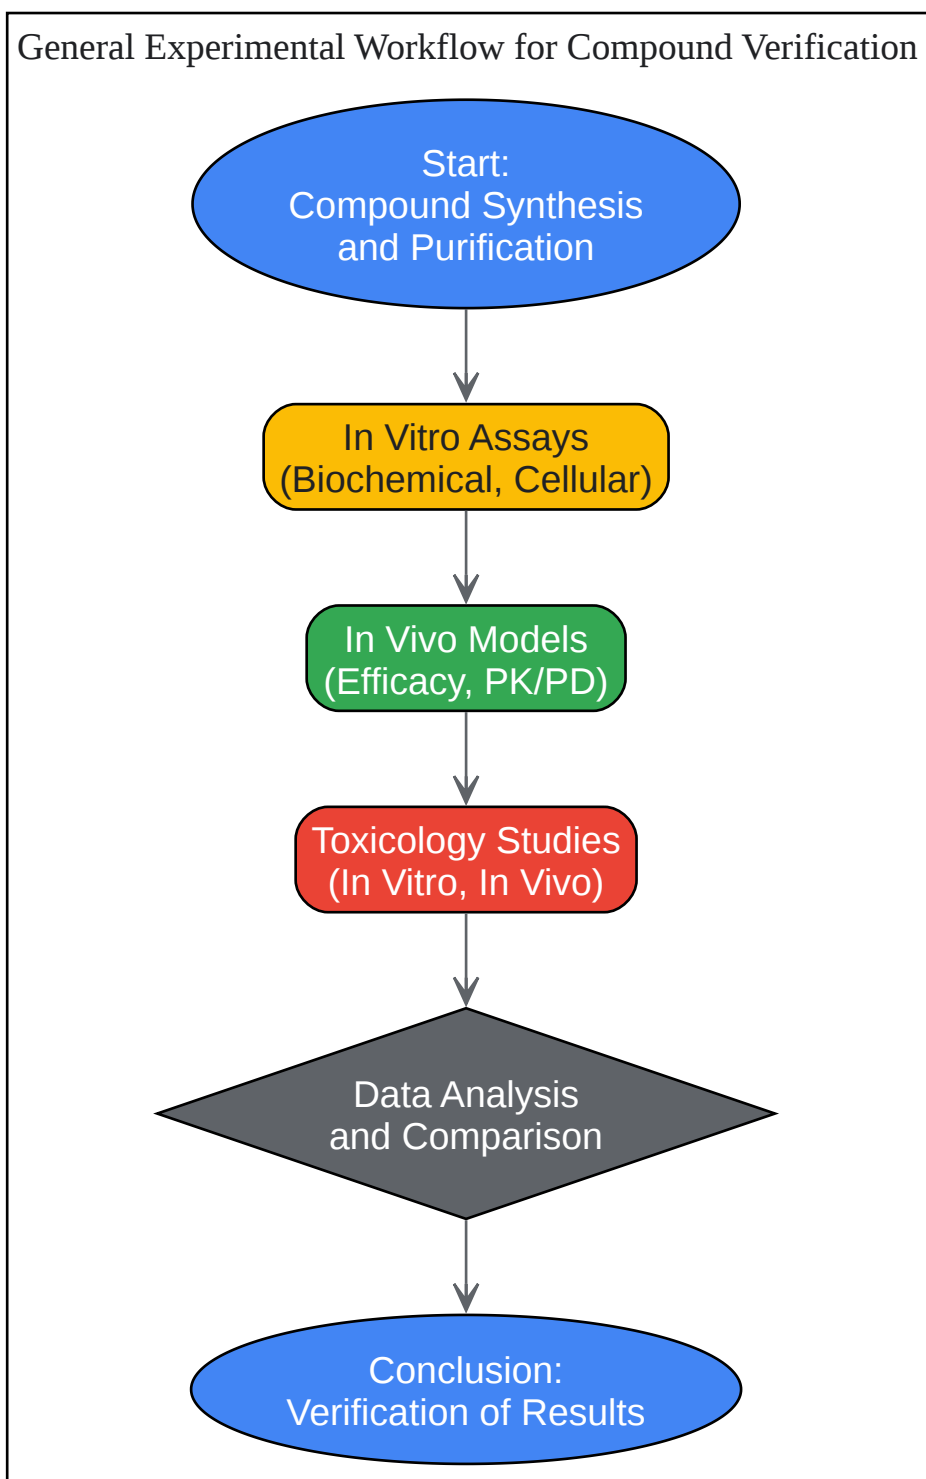 General Experimental Workflow for Compound Verification
Start:
Compound Synthesis
and Purification
In Vitro Assays
(Biochemical, Cellular)
In Vivo Models
(Efficacy, PK/PD)
Toxicology Studies
(In Vitro, In Vivo)
Data Analysis
and Comparison
Conclusion:
Verification of Results